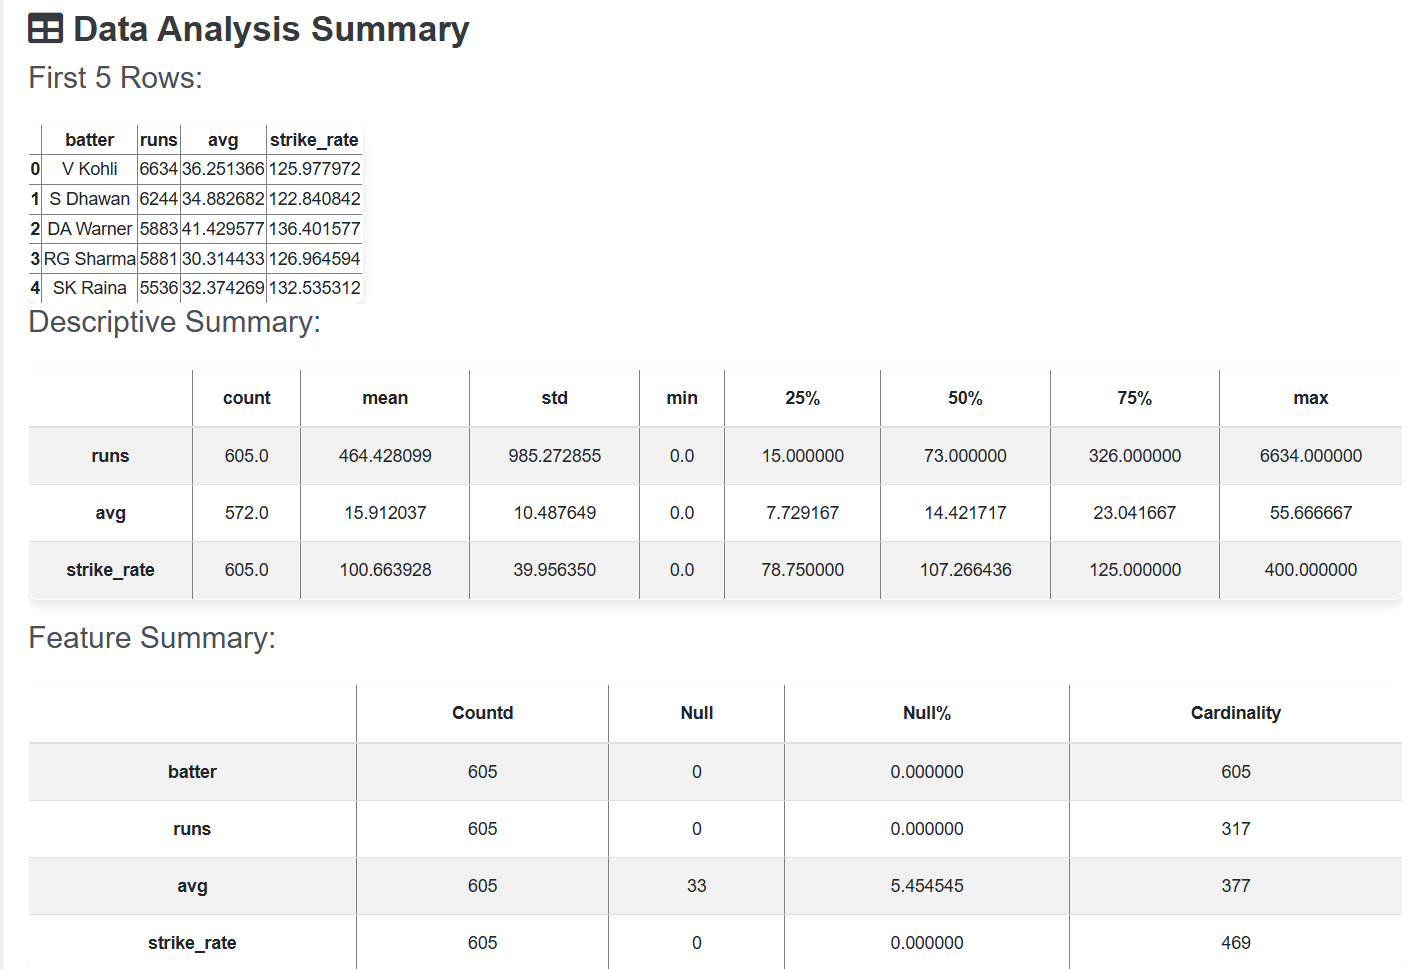 Data Analysis Summary
First 5 Rows:
batter runs avg strike_rate
0 V Kohli 6634 36.251366 125.977972
1 S Dhawan 6244 34.882682 122.840842
2 DA Warner 5883 41.429577 136.401577
3 RG Sharma 5881 30.314433 126.964594
4 SK Raina 5536 32.374269 132.535312
Descriptive Summary:
count mean std min 25% 50% 75% max
runs 605.0 464.428099 985.272855 0.0 15.000000 73.000000 326.000000 6634.000000
avg 572.0 15.912037 10.487649 0.0 7.729167 14.421717 23.041667 55.666667
strike_rate 605.0 100.663928 39.956350 0.0 78.750000 107.266436 125.000000 400.000000
Feature Summary:
Countd Null Null% Cardinality
batter 605 0 0.000000 605
runs 605 0 0.000000 317
avg 605 33 5.454545 377
strike_rate 605 0 0.000000 469